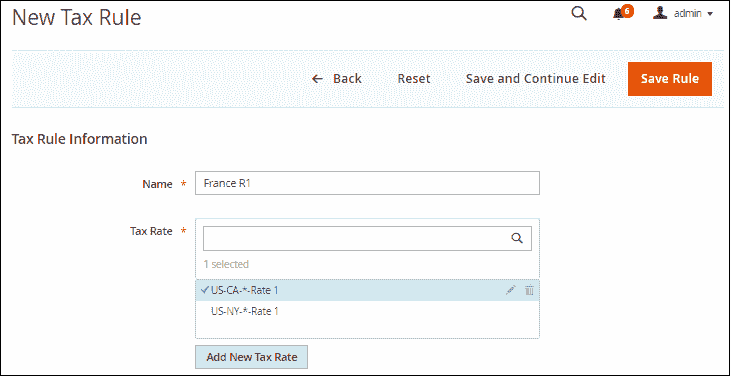 New Tax Rule
6
admin
← Back Reset Save and Continue Edit Save Rule
Tax Rule Information
Name * France R1
Tax Rate *
1 selected
US-CA-*-Rate 1
US-NY-*-Rate 1
Add New Tax Rate